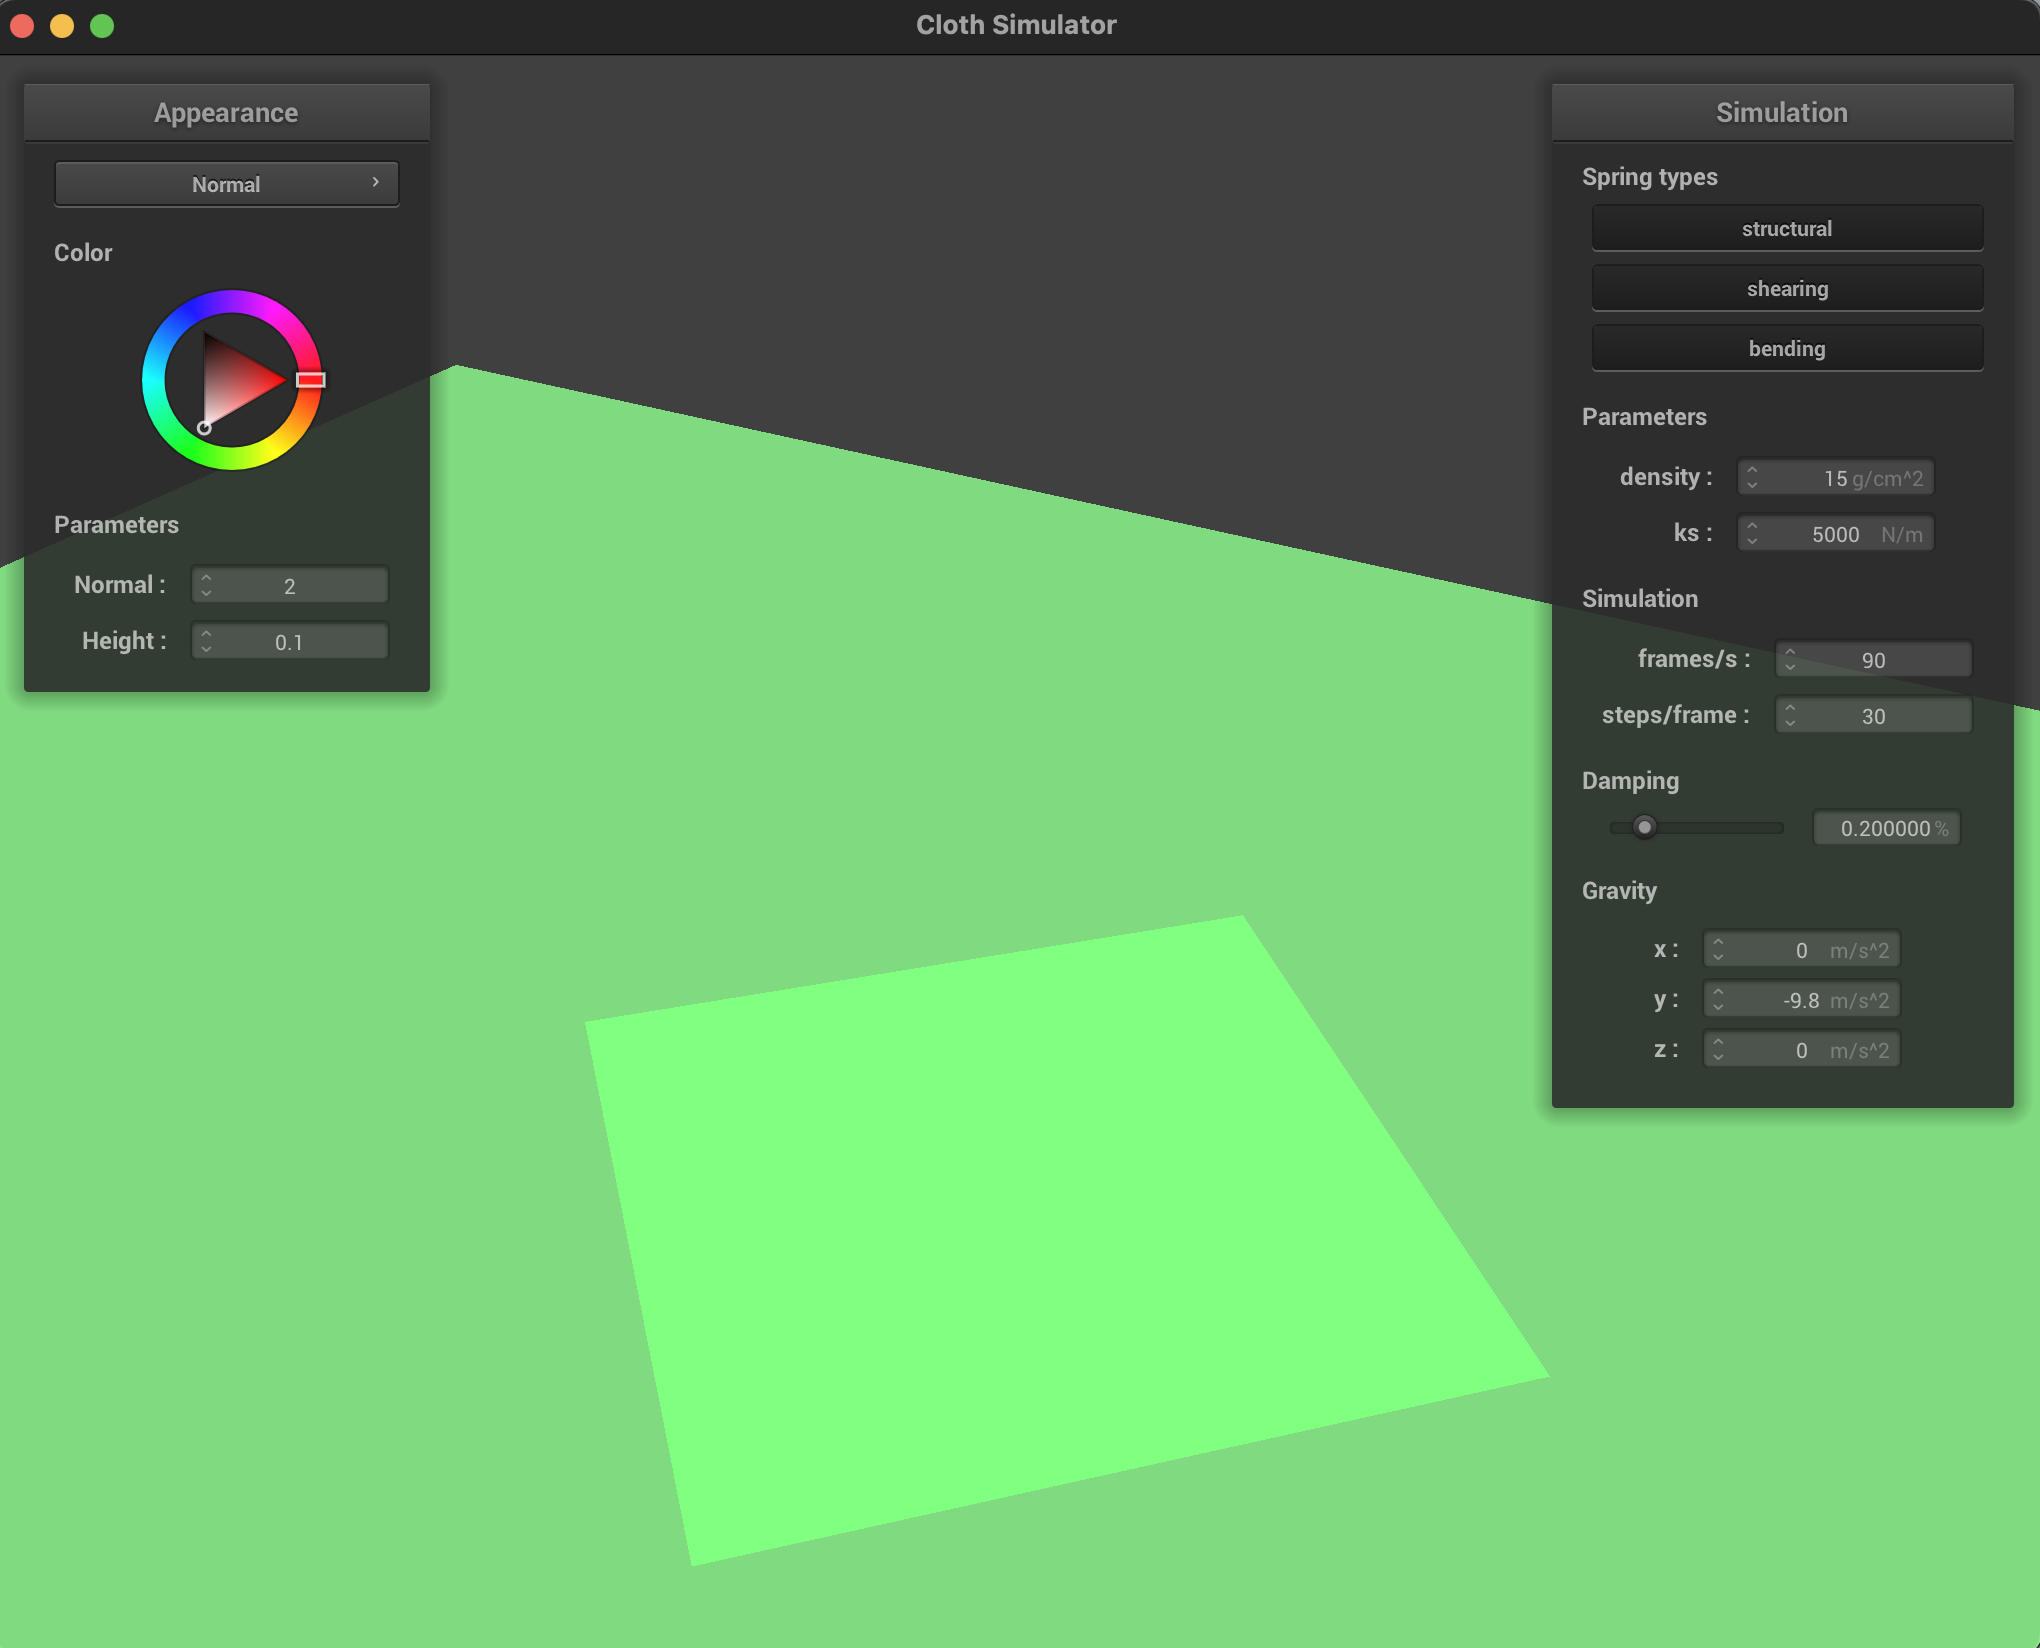 Cloth Simulator
Appearance
Normal
Color
Parameters
Normal : 2
Height : 0.1
Simulation
Spring types
structural
shearing
bending
Parameters
density : 15 g/cm^2
ks : 5000 N/m
Simulation
frames/s : 90
steps/frame : 30
Damping
0.200000 %
Gravity
x : 0 m/s^2
y : -9.8 m/s^2
z : 0 m/s^2